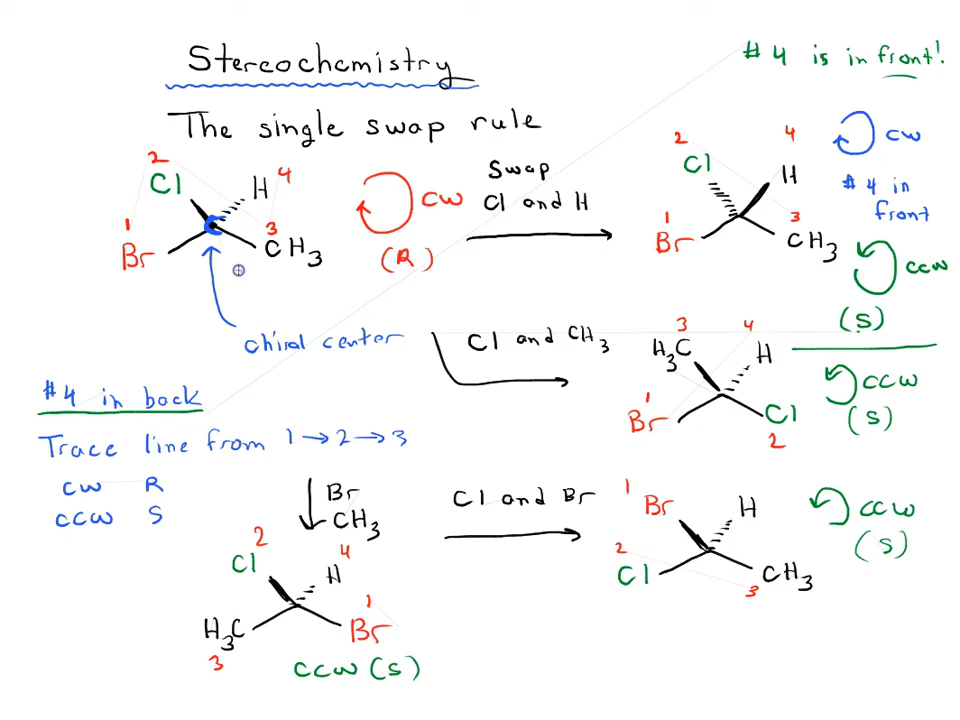 Stereochemistry
# 4 is in front!
The single swap rule
2
Cl
H
4
1
Br
3
CH3
CW
(R)
Swap
Cl and H
2
Cl
4
H
1
Br
3
CH3
CW
# 4 in
front
CCW
(S)
chiral center
Cl and CH3
3
H3C
4
H
1
Br
Cl
2
CCW
(S)
#4 in back
Trace line from 1→2→3
CW R
CCW S
Br
CH3
2
Cl
4
H
1
Br
H3C
3
CCW (S)
Cl and Br
1
Br
H
2
Cl
CH3
3
CCW
(S)